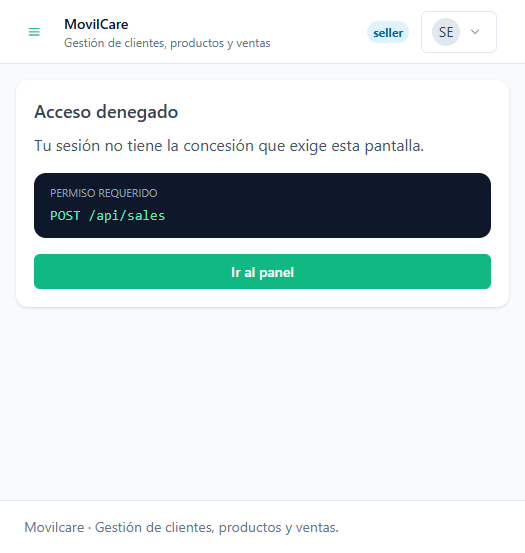 MovilCare
Gestión de clientes, productos y ventas
seller
SE
Acceso denegado
Tu sesión no tiene la concesión que exige esta pantalla.
PERMISO REQUERIDO
POST /api/sales
Ir al panel
Movilcare · Gestión de clientes, productos y ventas.